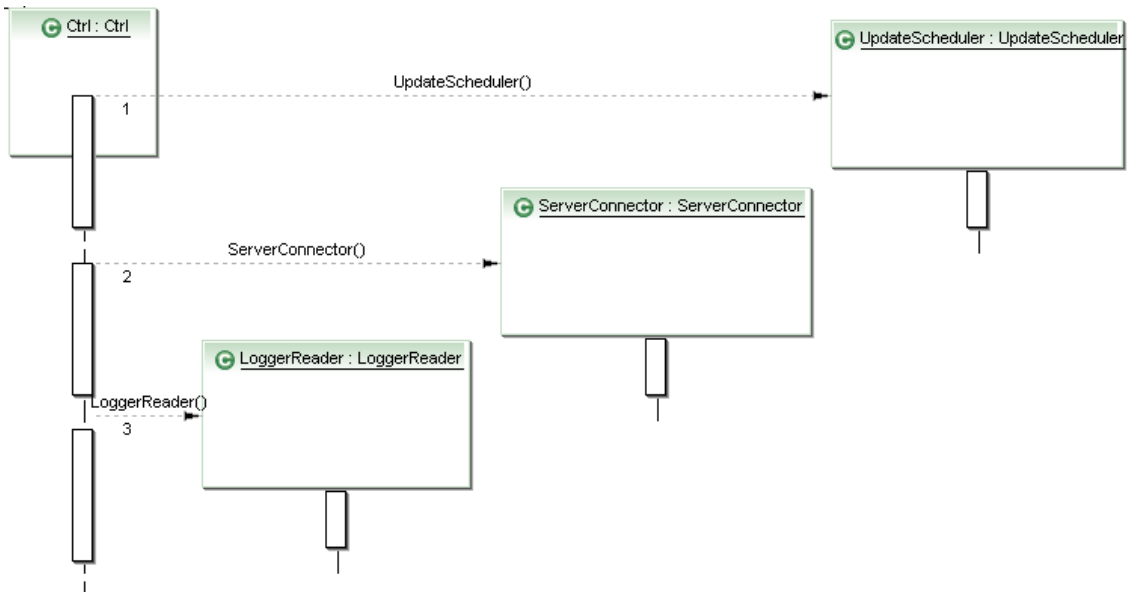 Ctrl : Ctrl
UpdateScheduler : UpdateScheduler
UpdateScheduler()
1
ServerConnector : ServerConnector
ServerConnector()
2
LoggerReader : LoggerReader
LoggerReader()
3